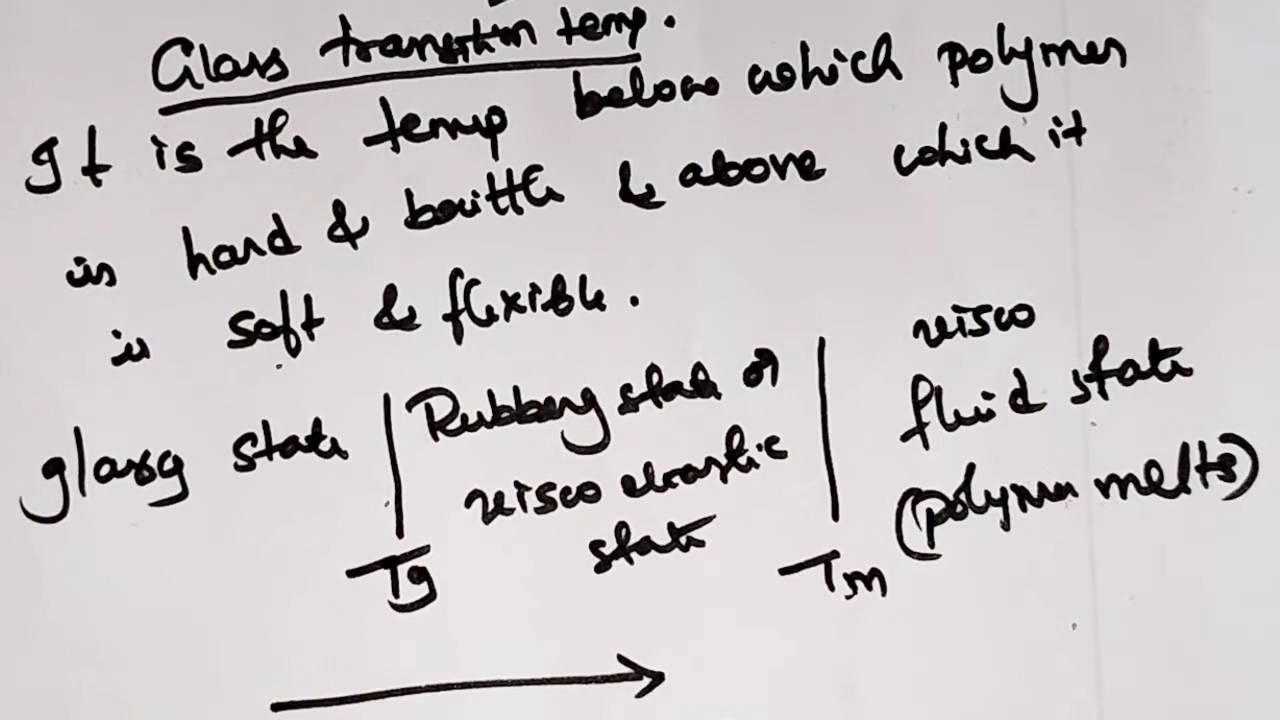 Glass transition temp.
It is the temp below which polymer
is hard & brittle & above which it
is soft & flexible.
glassy state | Rubbery state or | visco
visco elastic fluid state
state (polymer melts)
Tg Tm